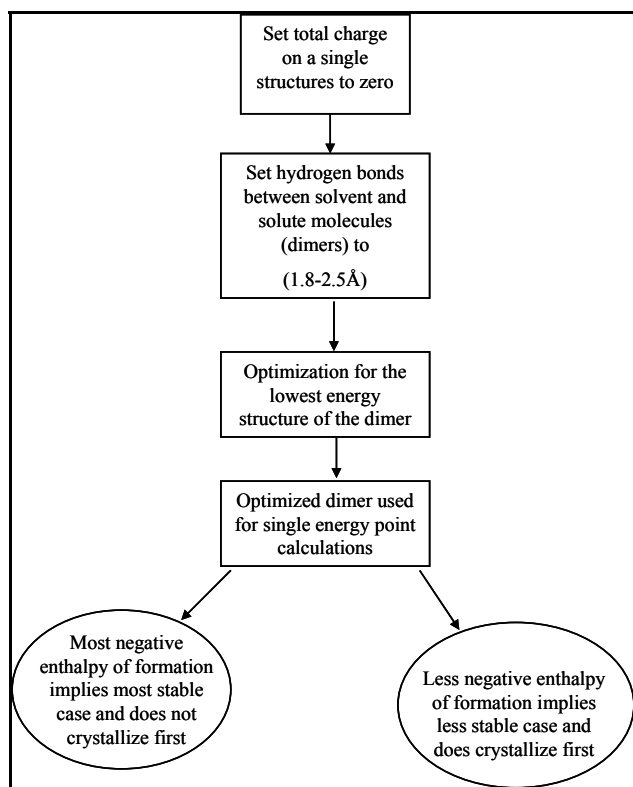 Set total charge
on a single
structures to zero
Set hydrogen bonds
between solvent and
solute molecules
(dimers) to
(1.8-2.5Å)
Optimization for the
lowest energy
structure of the dimer
Optimized dimer used
for single energy point
calculations
Most negative
enthalpy of formation
implies most stable
case and does not
crystallize first
Less negative enthalpy
of formation implies
less stable case and
does crystallize first